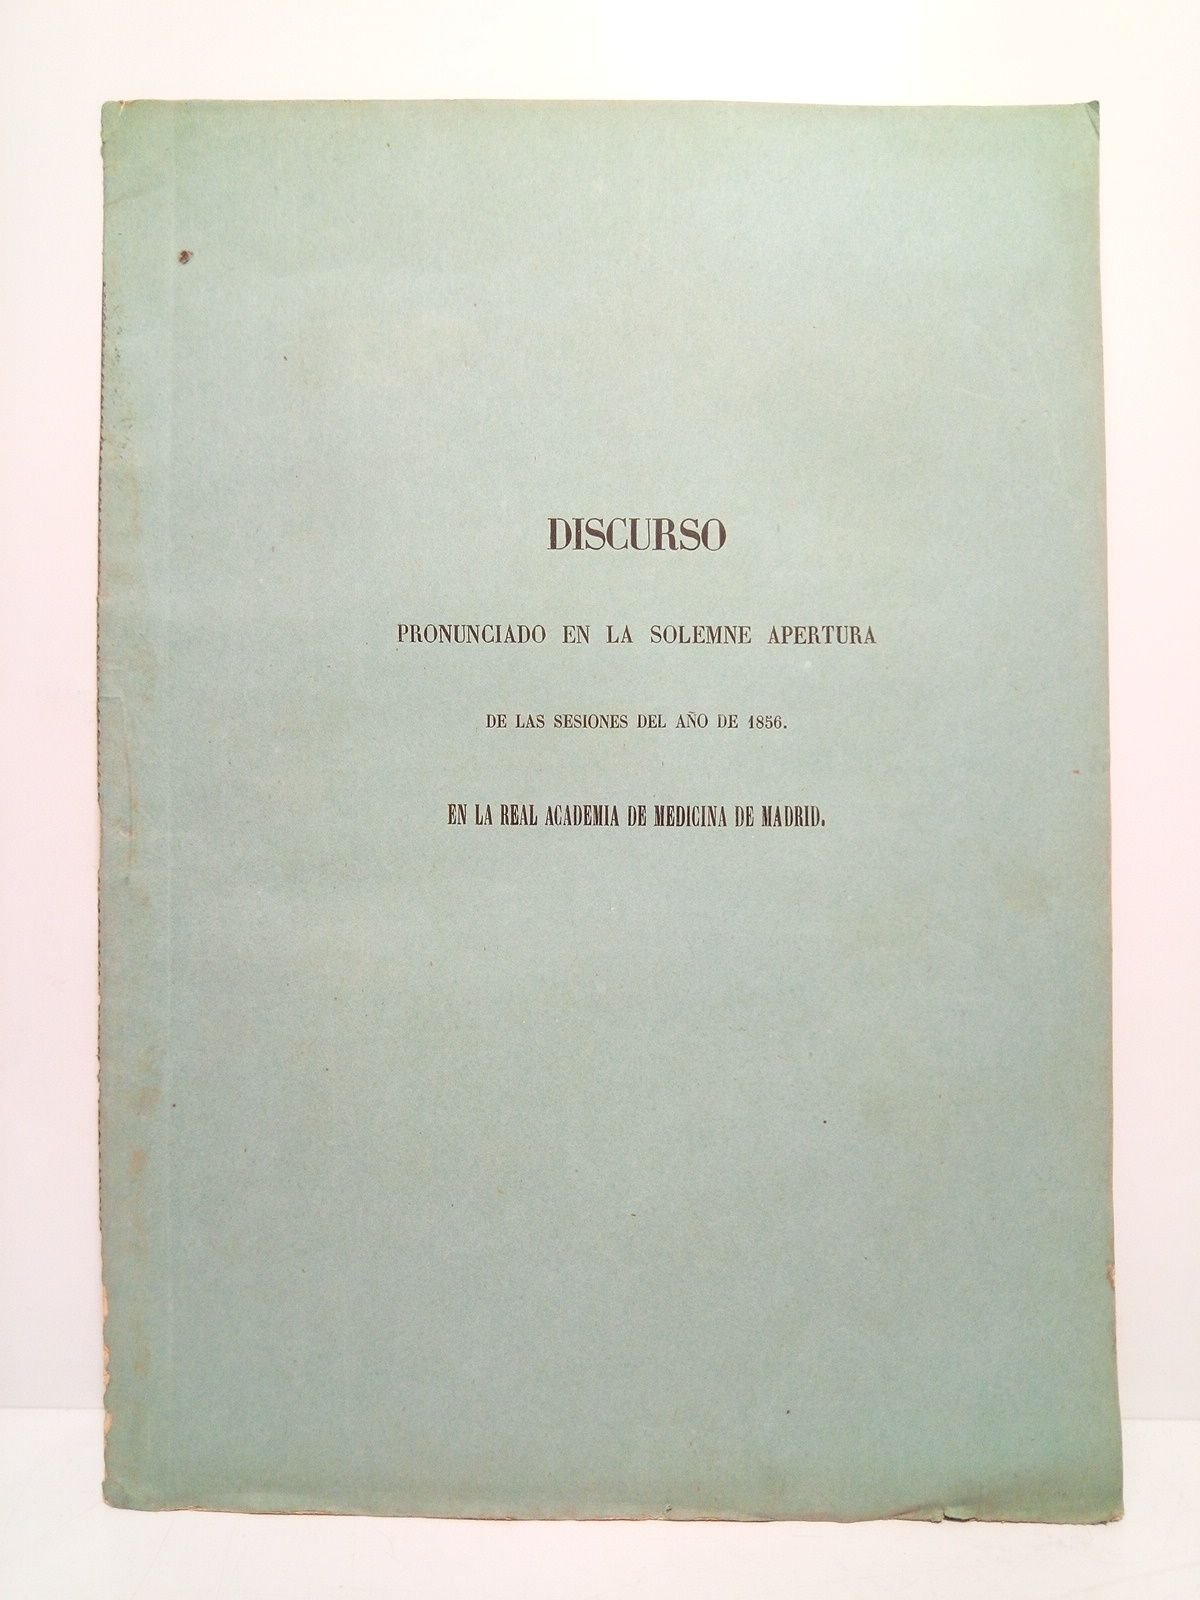 DISCURSO
PRONUNCIADO EN LA SOLEMNE APERTURA
DE LAS SESIONES DEL AÑO DE 1856.
EN LA REAL ACADEMIA DE MEDICINA DE MADRID.